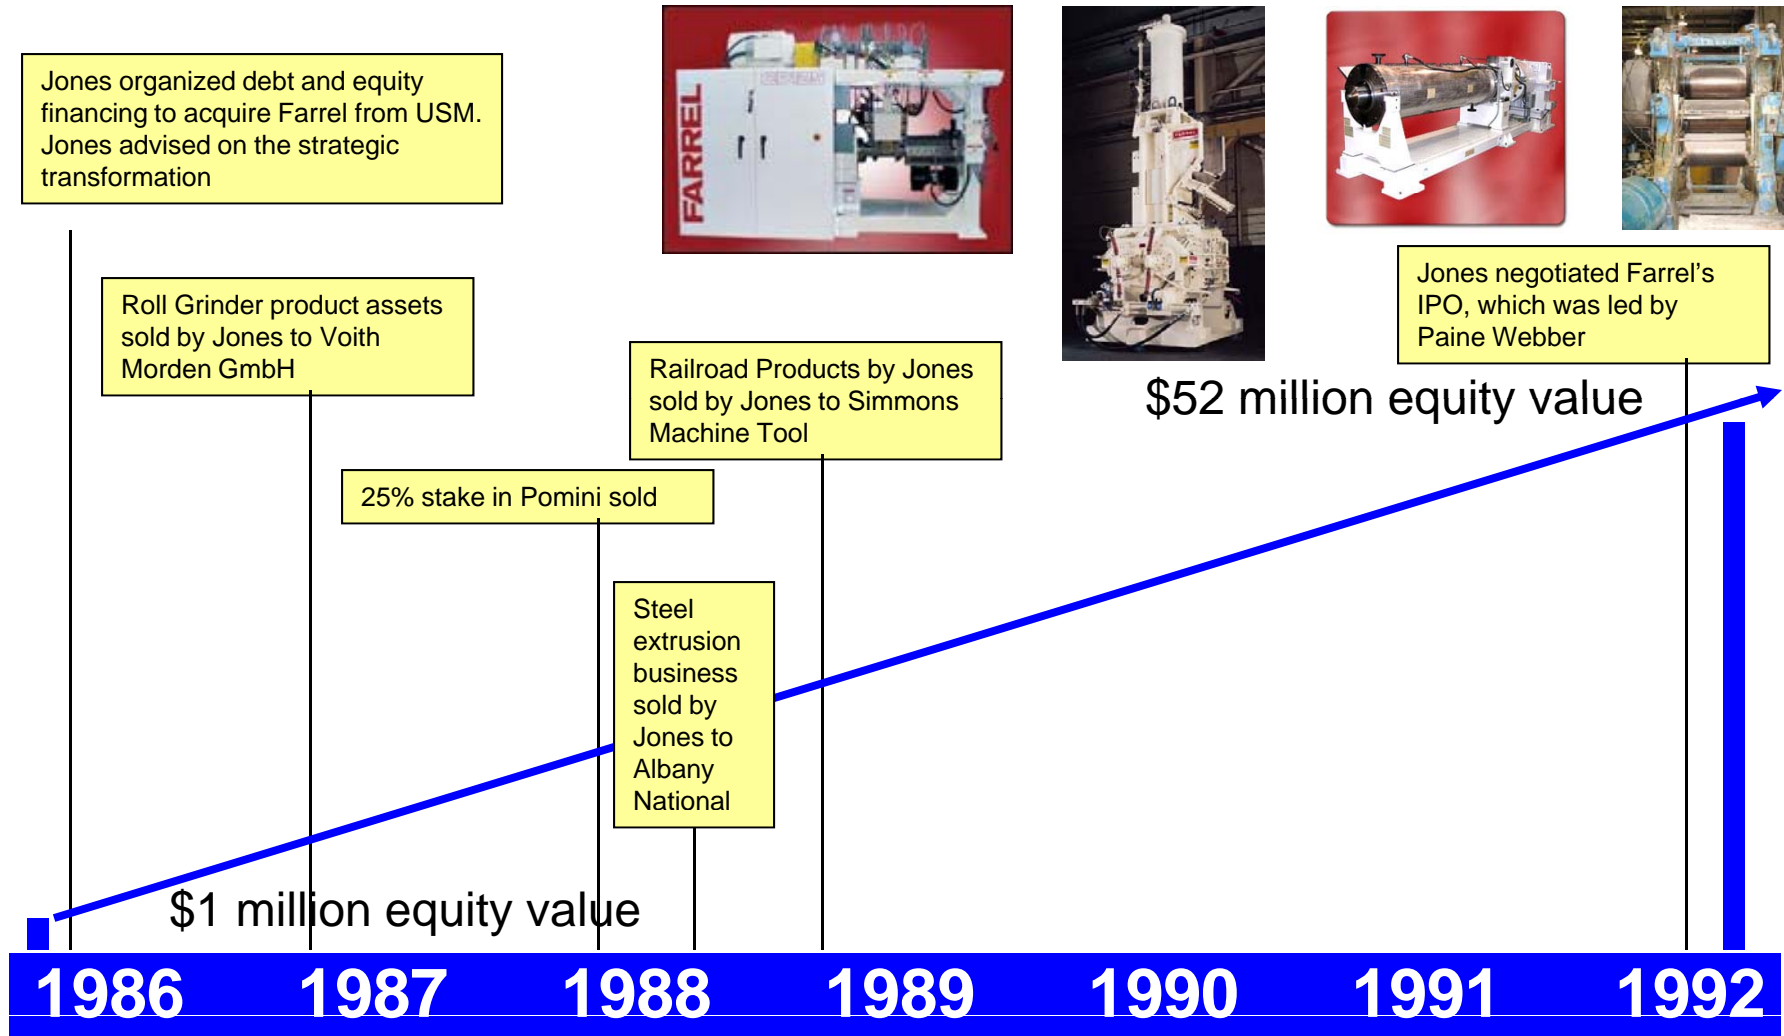 Jones organized debt and equity
financing to acquire Farrel from USM.
Jones advised on the strategic
transformation
FARREL
Roll Grinder product assets
sold by Jones to Voith
Morden GmbH
Jones negotiated Farrel's
IPO, which was led by
Paine Webber
Railroad Products by Jones
sold by Jones to Simmons
Machine Tool
$52 million equity value
25% stake in Pomini sold
Steel
extrusion
business
sold by
Jones to
Albany
National
$1 million equity value
1986 1987 1988 1989 1990 1991 1992